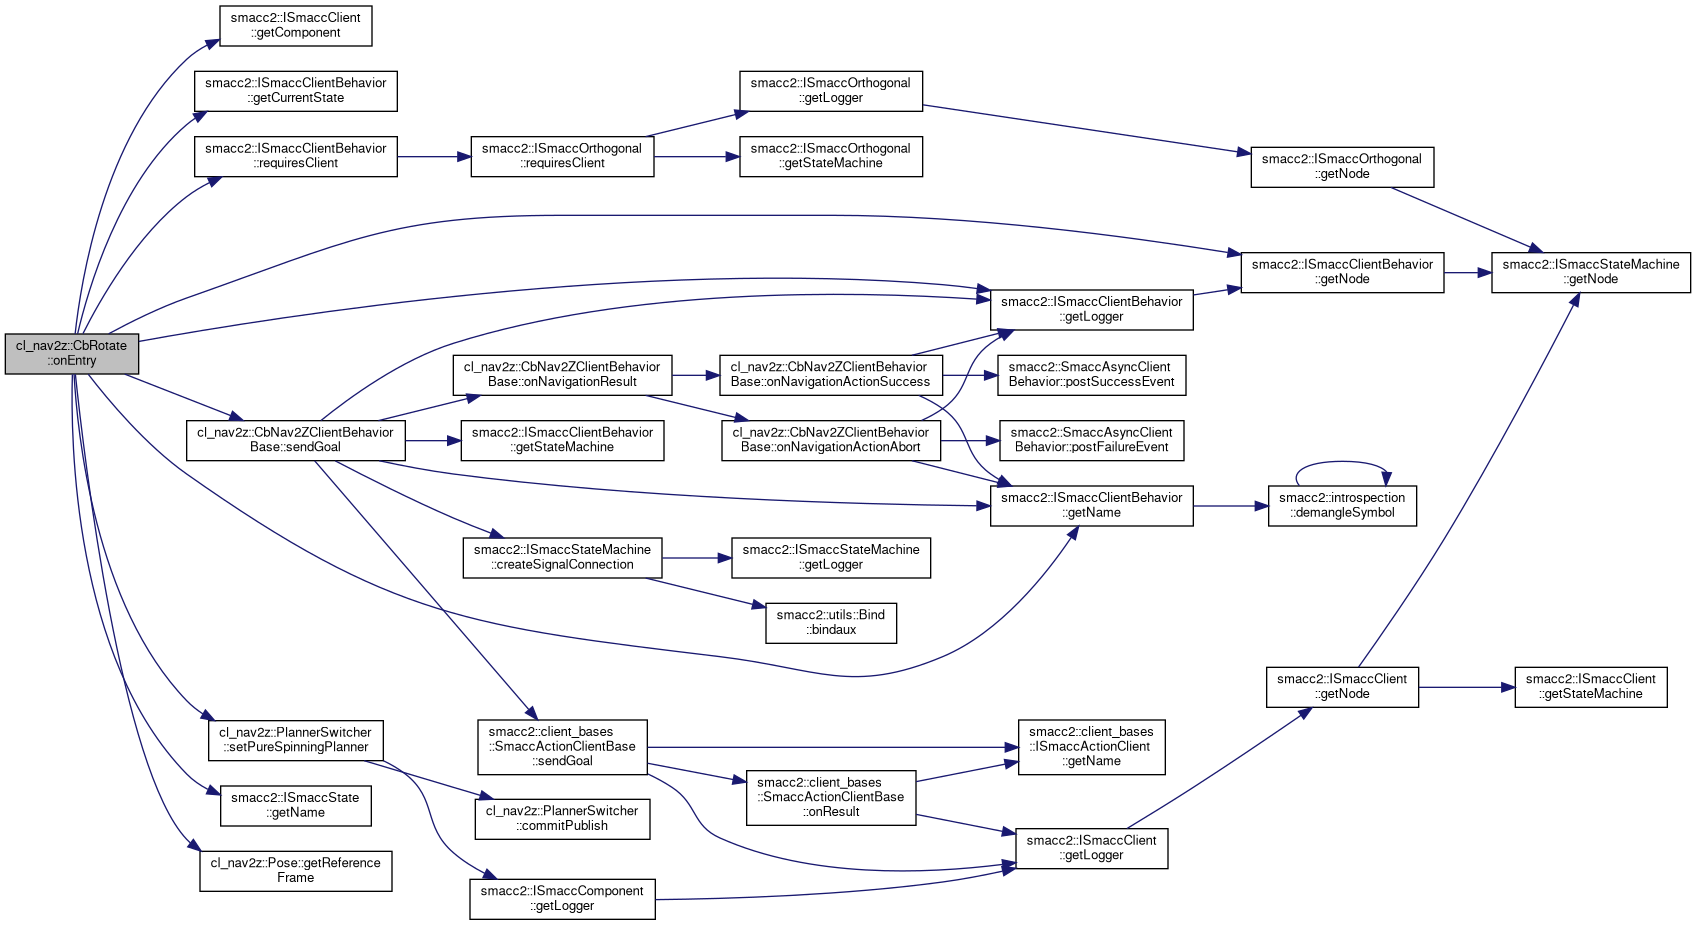 smacc2::ISmaccClient
::getComponent
smacc2::ISmaccClientBehavior
::getCurrentState
smacc2::ISmaccClientBehavior
::requiresClient
smacc2::ISmaccOrthogonal
::requiresClient
smacc2::ISmaccOrthogonal
::getLogger
smacc2::ISmaccOrthogonal
::getStateMachine
smacc2::ISmaccOrthogonal
::getNode
smacc2::ISmaccClientBehavior
::getNode
smacc2::ISmaccStateMachine
::getNode
smacc2::ISmaccClientBehavior
::getLogger
cl_nav2z::CbRotate
::onEntry
cl_nav2z::CbNav2ZClientBehavior
Base::onNavigationResult
cl_nav2z::CbNav2ZClientBehavior
Base::onNavigationActionSuccess
smacc2::SmaccAsyncClient
Behavior::postSuccessEvent
cl_nav2z::CbNav2ZClientBehavior
Base::sendGoal
smacc2::ISmaccClientBehavior
::getStateMachine
cl_nav2z::CbNav2ZClientBehavior
Base::onNavigationActionAbort
smacc2::SmaccAsyncClient
Behavior::postFailureEvent
smacc2::ISmaccClientBehavior
::getName
smacc2::introspection
::demangleSymbol
smacc2::ISmaccStateMachine
::createSignalConnection
smacc2::ISmaccStateMachine
::getLogger
smacc2::utils::Bind
::bindaux
smacc2::ISmaccClient
::getNode
smacc2::ISmaccClient
::getStateMachine
cl_nav2z::PlannerSwitcher
::setPureSpinningPlanner
smacc2::client_bases
::SmaccActionClientBase
::sendGoal
smacc2::client_bases
::ISmaccActionClient
::getName
smacc2::client_bases
::SmaccActionClientBase
::onResult
smacc2::ISmaccState
::getName
cl_nav2z::PlannerSwitcher
::commitPublish
smacc2::ISmaccClient
::getLogger
cl_nav2z::Pose::getReference
Frame
smacc2::ISmaccComponent
::getLogger